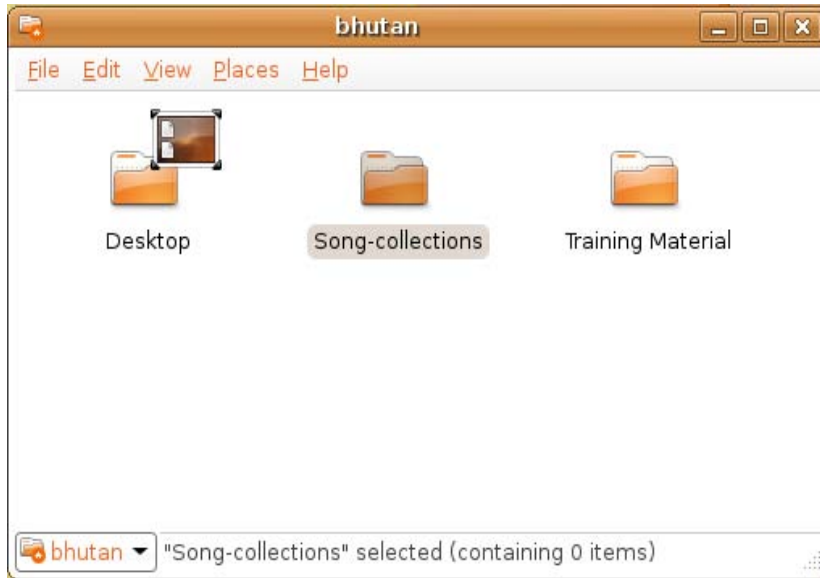 bhutan
File Edit View Places Help
Desktop Song-collections Training Material
bhutan "Song-collections" selected (containing 0 items)